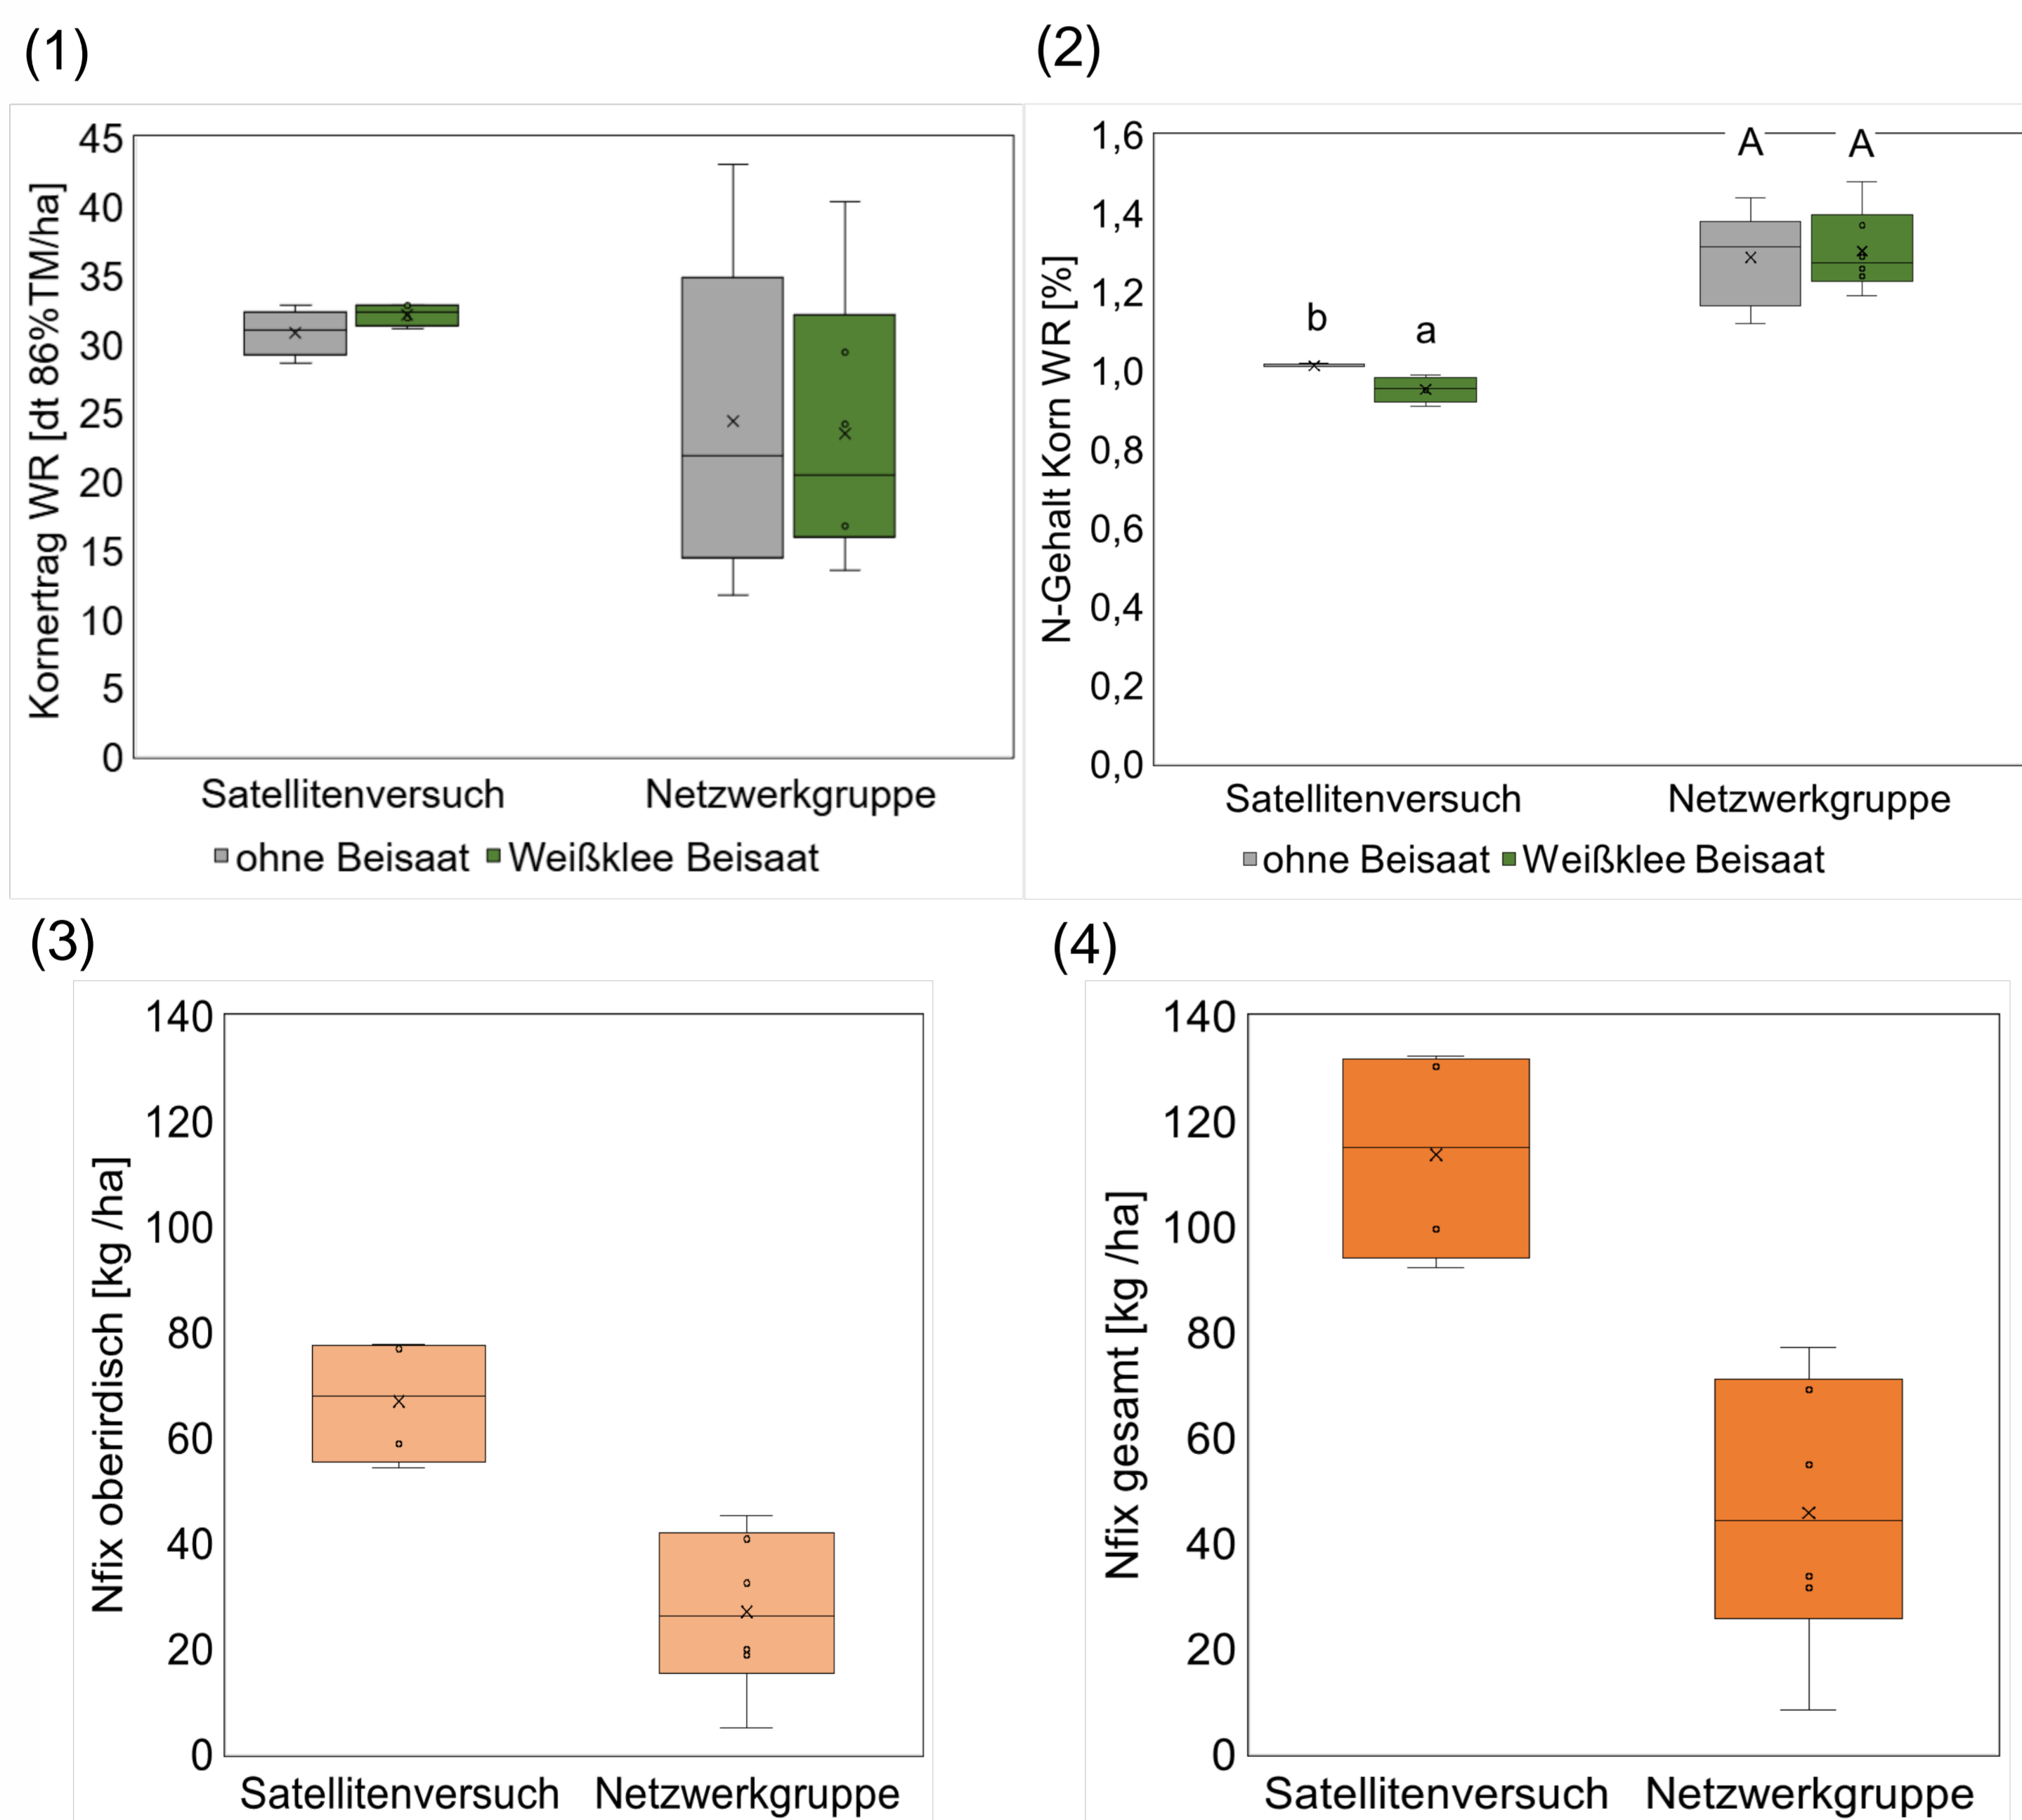 (1)
Kornertrag WR [dt 86%TM/ha]
45
40
35
30
25
20
15
10
5
0
Satellitenversuch Netzwerkgruppe
ohne Beisaat Weißklee Beisaat
(2)
N-Gehalt Korn WR [%]
1,6
1,4
1,2
1,0
0,8
0,6
0,4
0,2
0,0
b
a
A
A
Satellitenversuch Netzwerkgruppe
ohne Beisaat Weißklee Beisaat
(3)
Nfix oberirdisch [kg /ha]
140
120
100
80
60
40
20
0
Satellitenversuch Netzwerkgruppe
(4)
Nfix gesamt [kg /ha]
140
120
100
80
60
40
20
0
Satellitenversuch Netzwerkgruppe